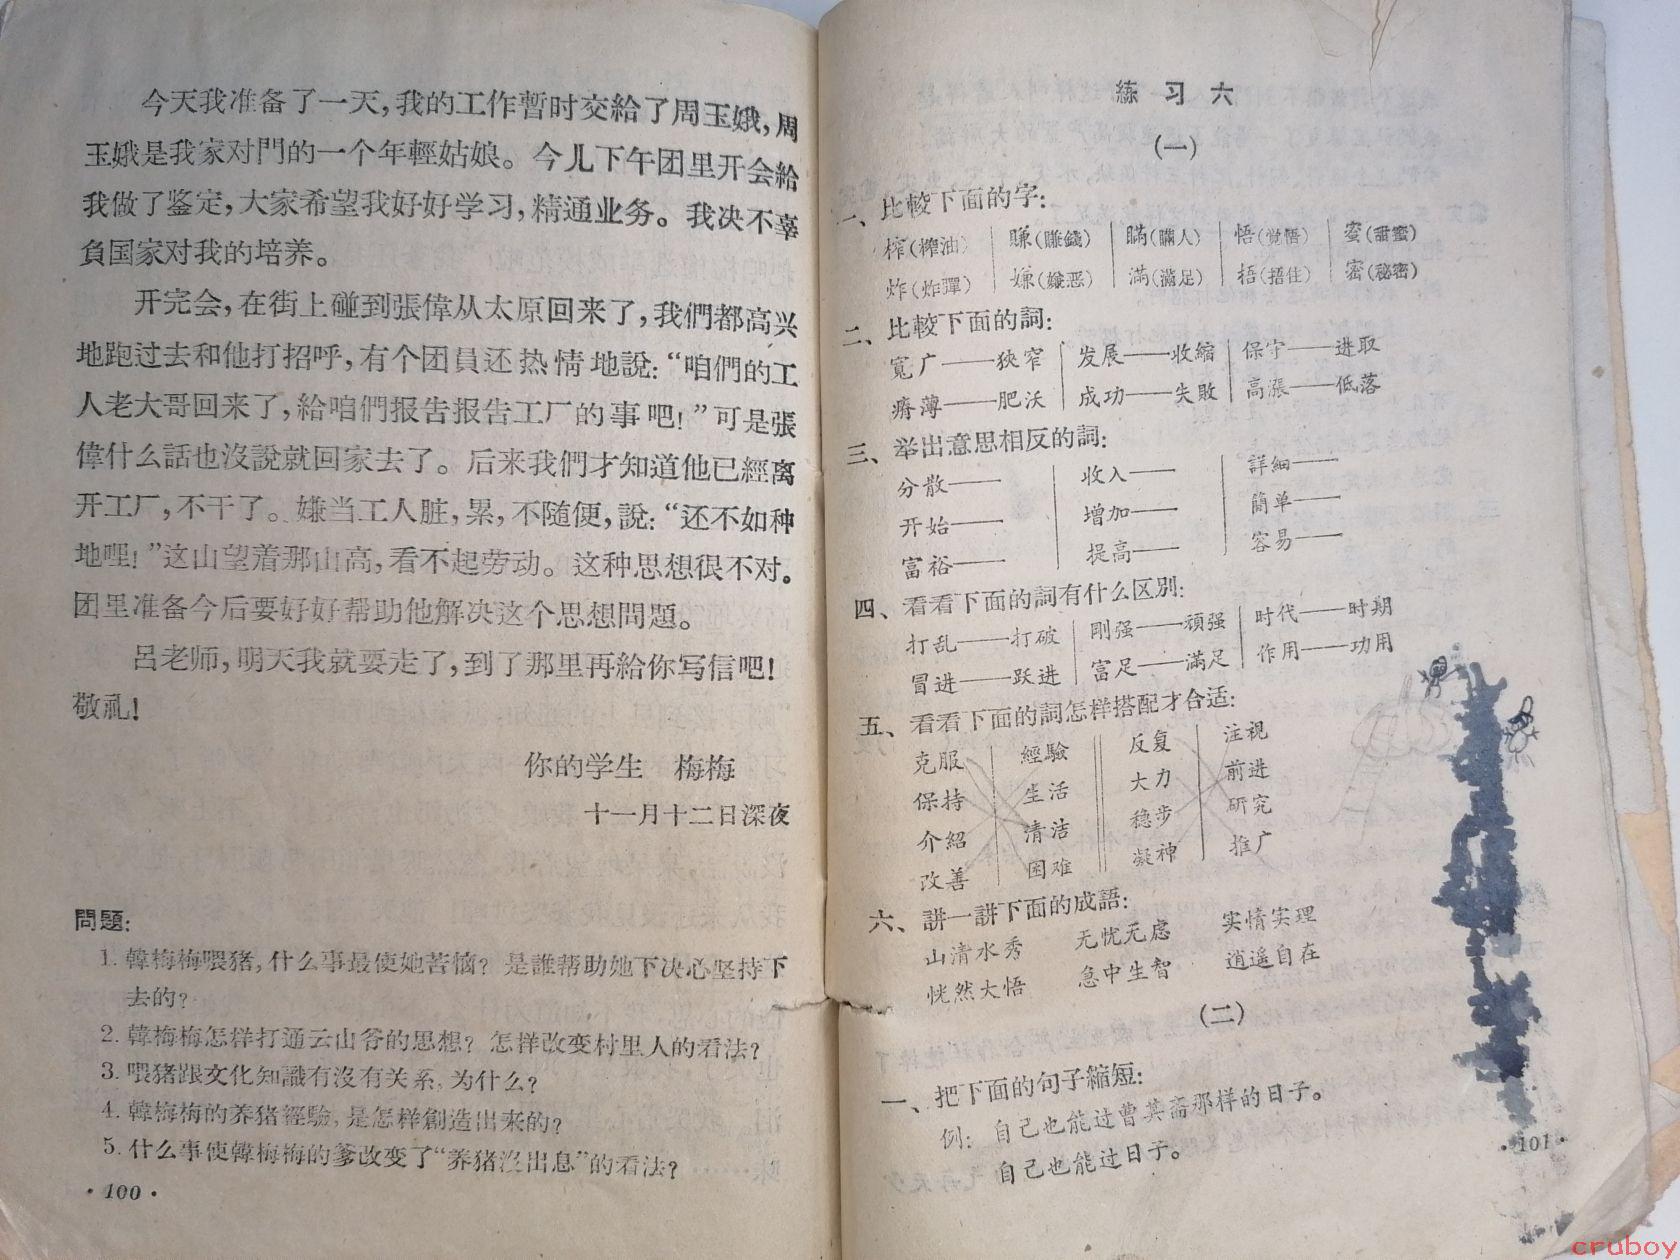 今天我准备了一天，我的工作暫时交給了周玉娥，周
玉娥是我家对門的一个年輕姑娘。今儿下午团里开会給
我做了鉴定，大家希望我好好学习，精通业务。我决不辜
負国家对我的培养。
开完会，在街上碰到張偉从太原回来了，我們都高兴
地跑过去和他打招呼，有个团員还热情地說：“咱們的工
人老大哥回来了，給咱們报告报告工厂的事吧！”可是張
偉什么話也沒說就回家去了。后来我們才知道他已經离
开工厂，不干了。嫌当工人脏，累，不随便，說：“还不如种
地哩！”这山望着那山高，看不起劳动。这种思想很不对。
团里准备今后要好好帮助他解决这个思想問題。
呂老师，明天我就要走了，到了那里再給你写信吧！
敬礼！
你的学生　梅梅
十一月十二日深夜
問題：
1. 韓梅梅喂猪，什么事最使她苦恼？是誰帮助她下决心坚持下
去的？
2. 韓梅梅怎样打通云山爷的思想？怎样改变村里人的看法？
3. 喂猪跟文化知識有沒有关系，为什么？
4. 韓梅梅的养猪經驗，是怎样創造出来的？
5. 什么事使韓梅梅的爹改变了“养猪沒出息”的看法？
·100·
練习六
（一）
一、比較下面的字：
榨（榨油）　賺（賺錢）　瞞（瞞人）　悟（覚悟）　蜜（甜蜜）
炸（炸彈）　嫌（嫌恶）　滿（滿足）　捂（捂住）　密（秘密）
二、比較下面的詞：
寬广——狹窄　发展——收縮　保守——进取
瘠薄——肥沃　成功——失敗　高漲——低落
三、举出意思相反的詞：
分散——　收入——　詳細——
开始——　增加——　簡单——
富裕——　提高——　容易——
四、看看下面的詞有什么区别：
打乱——打破　剛强——頑强　时代——时期
冒进——跃进　富足——滿足　作用——功用
五、看看下面的詞怎样搭配才合适：
克服　經驗　反复　注視
保持　生活　大力　前进
介紹　清洁　稳步　研究
改善　困难　凝神　推广
六、講一講下面的成語：
山清水秀　无忧无虑　实情实理
恍然大悟　急中生智　逍遥自在
（二）
一、把下面的句子縮短：
例：自己也能过曹其斋那样的日子。
自己也能过日子。
·101·
cruboy